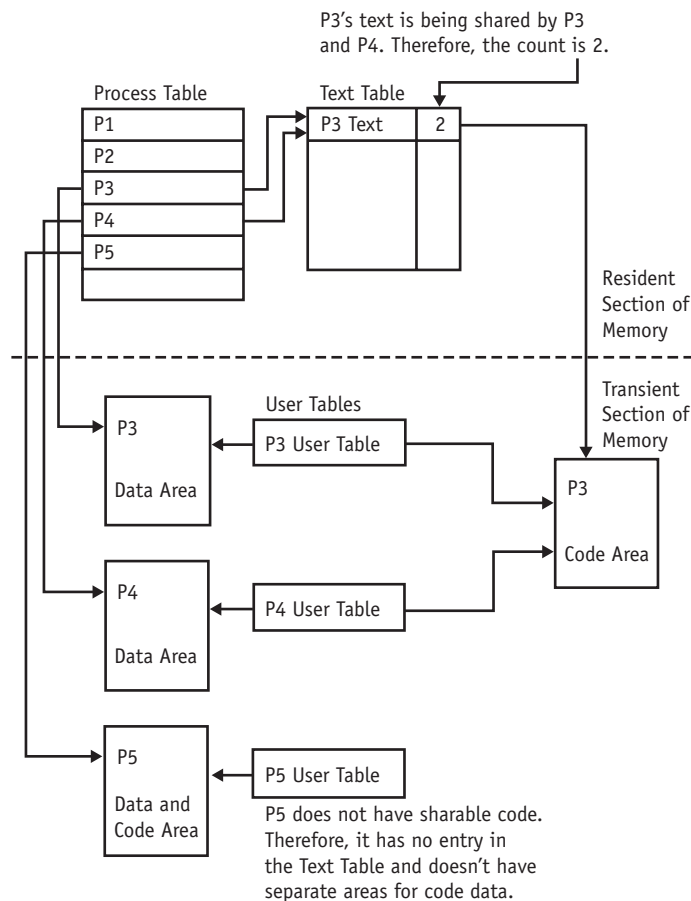 P3's text is being shared by P3
and P4. Therefore, the count is 2.
Process Table
Text Table
P1
P3 Text
2
P2
P3
P4
P5
Resident
Section of
Memory
Transient
Section of
Memory
User Tables
P3
Data Area
P3 User Table
P3
Code Area
P4
Data Area
P4 User Table
P5
Data and
Code Area
P5 User Table
P5 does not have sharable code.
Therefore, it has no entry in
the Text Table and doesn't have
separate areas for code data.